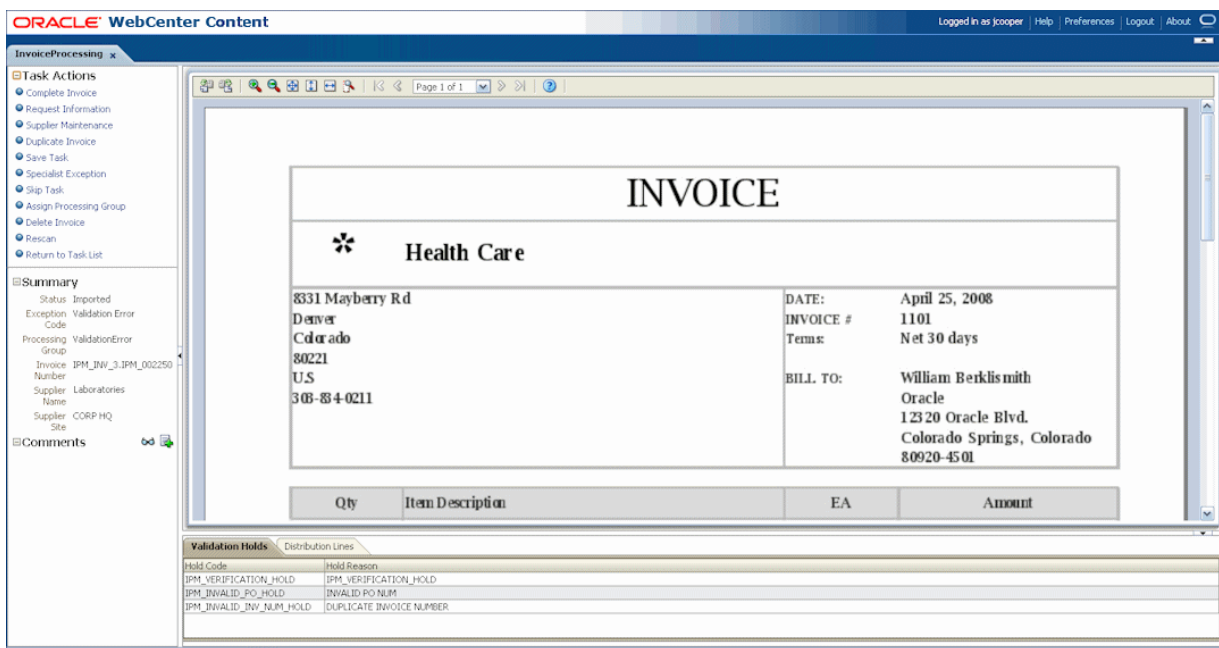 ORACLE WebCenter Content
Logged in as jcooper | Help | Preferences | Logout | About
InvoiceProcessing x
Task Actions
Complete Invoice
Request Information
Supplier Maintenance
Duplicate Invoice
Save Task
Specialist Exception
Skip Task
Assign Processing Group
Delete Invoice
Rescan
Return to Task List
Summary
Status Imported
Exception Code Validation Error
Processing Group ValidationError
Invoice Number IPM_INV_3.IPM_002250
Supplier Name Laboratories
Supplier Site CORP HQ
Comments
Page 1 of 1
INVOICE
* Health Care
8331 Mayberry Rd
Denver
Colorado
80221
U.S
303-834-0211
DATE: April 25, 2008
INVOICE # 1101
Terms: Net 30 days
BILL TO: William Berklismith
Oracle
12320 Oracle Blvd.
Colorado Springs, Colorado
80920-4501
Qty Item Description EA Amount
Validation Holds Distribution Lines
Hold Code Hold Reason
IPM_VERIFICATION_HOLD IPM_VERIFICATION_HOLD
IPM_INVALID_PO_HOLD INVALID PO NUM
IPM_INVALID_INV_NUM_HOLD DUPLICATE INVOICE NUMBER